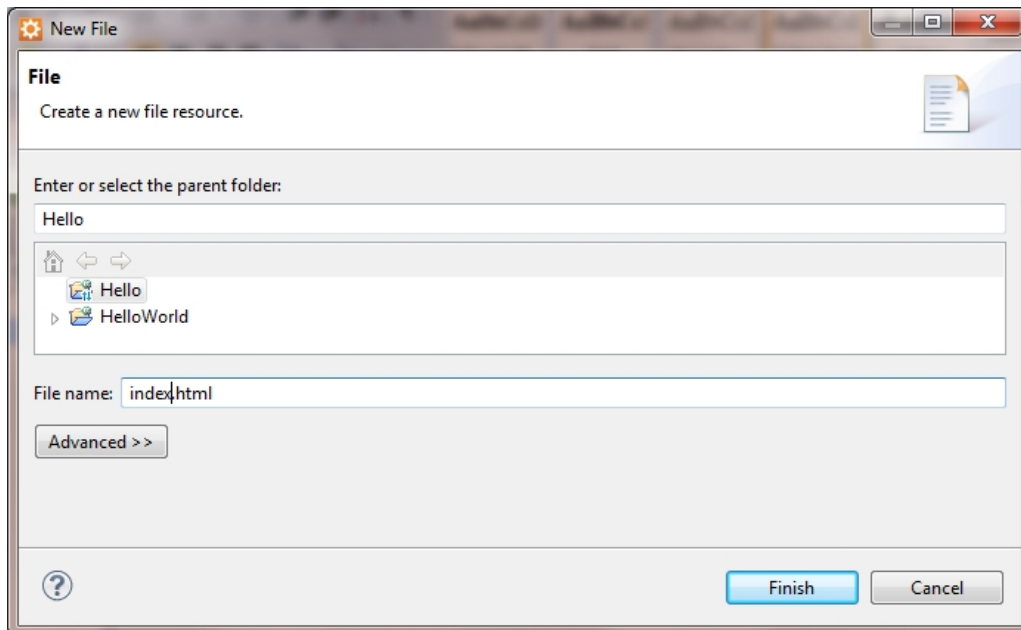 New File
File
Create a new file resource.
Enter or select the parent folder:
Hello
Hello
HelloWorld
File name: index.html
Advanced >>
Finish Cancel